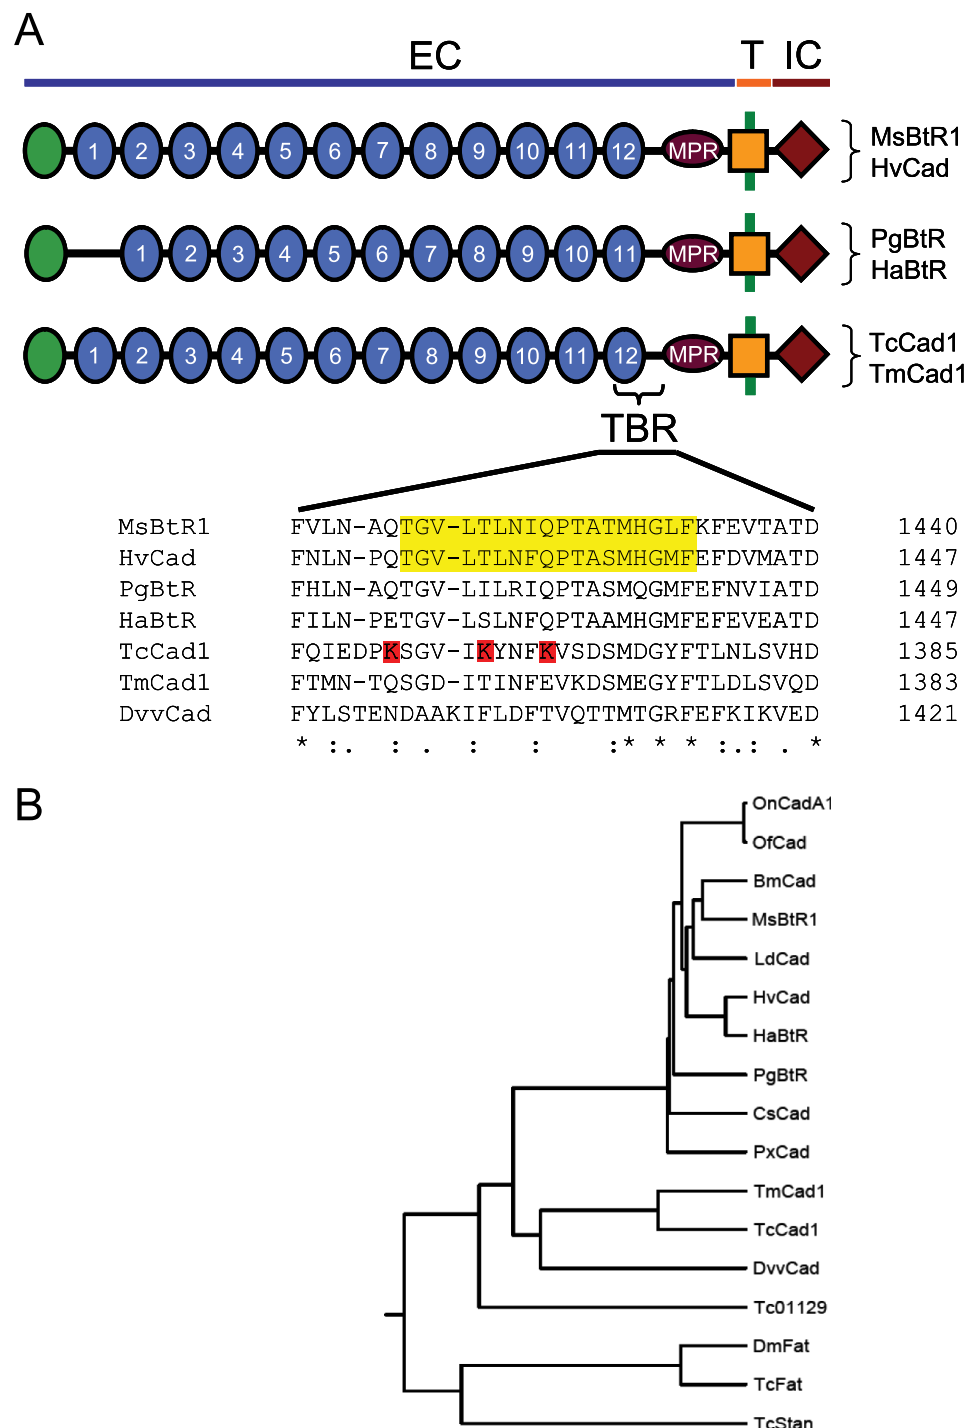 A
EC T IC
1 2 3 4 5 6 7 8 9 10 11 12 MPR MsBtR1
HvCad
1 2 3 4 5 6 7 8 9 10 11 MPR PgBtR
HaBtR
1 2 3 4 5 6 7 8 9 10 11 12 MPR TcCad1
TmCad1
TBR
MsBtR1 FVLN-AQTGV-LTLNIQPTATMHGLFKFEVTATD 1440
HvCad FNLN-PQTGV-LTLNFQPTASMHGMFEFDVMATD 1447
PgBtR FHLN-AQTGV-LILRIQPTASMQGMFEFNVIATD 1449
HaBtR FILN-PETGV-LSLNFQPTAAMHGMFEFEVEATD 1447
TcCad1 FQIEDPKSGV-IKYNFKVSDSMDGYFTLNLSVHD 1385
TmCad1 FTMN-TQSGD-ITINFEVKDSMEGYFTLDLSVQD 1383
DvvCad FYLSTENDAAKIFLDFTVQTTMTGRFEFKIKVED 1421
* :. : . : : :* * * :.: . *
B
OnCadA1
OfCad
BmCad
MsBtR1
LdCad
HvCad
HaBtR
PgBtR
CsCad
PxCad
TmCad1
TcCad1
DvvCad
Tc01129
DmFat
TcFat
TcStan